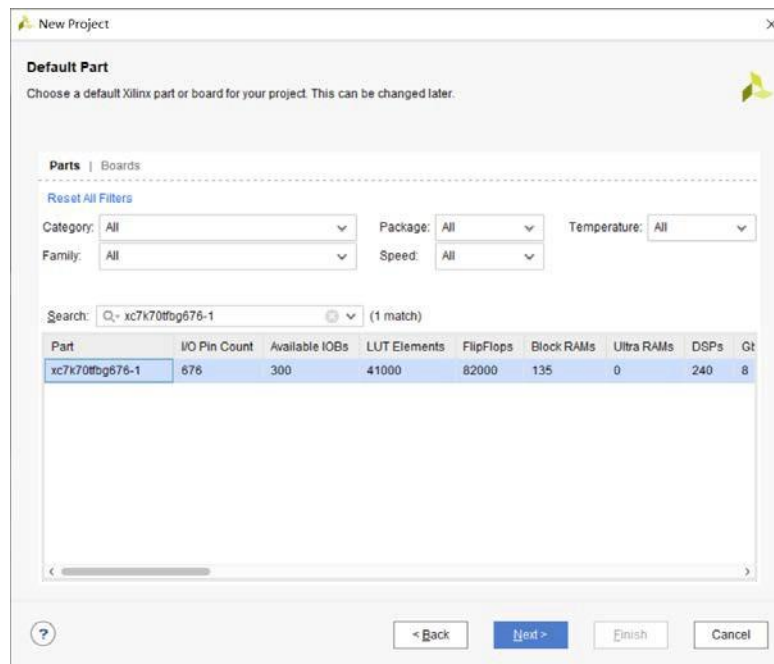 New Project
Default Part
Choose a default Xilinx part or board for your project. This can be changed later.
Parts | Boards
Reset All Filters
Category: All Package: All Temperature: All
Family: All Speed: All
Search: xc7k70tfbg676-1 (1 match)
Part I/O Pin Count Available IOBs LUT Elements FlipFlops Block RAMs Ultra RAMs DSPs Gt
xc7k70tfbg676-1 676 300 41000 82000 135 0 240 8
? < Back Next > Finish Cancel